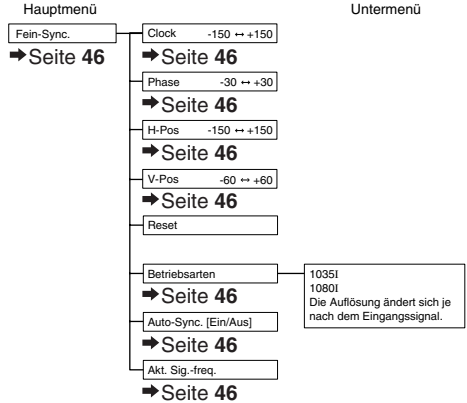 Hauptmenü
Untermenü
Fein-Sync.
➡Seite 46
Clock -150 ↔ +150
➡Seite 46
Phase -30 ↔ +30
➡Seite 46
H-Pos -150 ↔ +150
➡Seite 46
V-Pos -60 ↔ +60
➡Seite 46
Reset
Betriebsarten
➡Seite 46
1035I
1080I
Die Auflösung ändert sich je
nach dem Eingangssignal.
Auto-Sync. [Ein/Aus]
➡Seite 46
Akt. Sig.-freq.
➡Seite 46